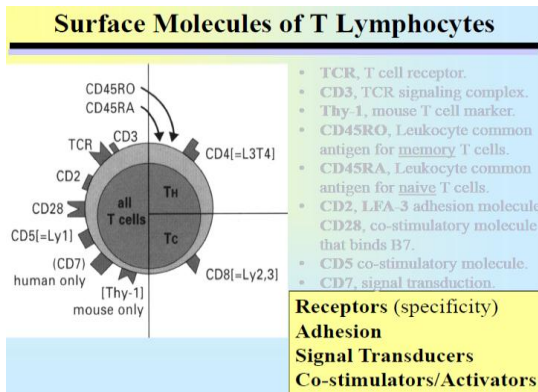 Surface Molecules of T Lymphocytes
CD45RO
CD45RA
TCR
CD3
CD4[=L3T4]
CD2
CD28
all
T cells
TH
TC
CD5[=Ly1]
(CD7)
human only
[Thy-1]
mouse only
CD8[=Ly2,3]
• TCR, T cell receptor.
• CD3, TCR signaling complex.
• Thy-1, mouse T cell marker.
• CD45RO, Leukocyte common
antigen for memory T cells.
• CD45RA, Leukocyte common
antigen for naive T cells.
• CD2, LFA-3 adhesion molecule
CD28, co-stimulatory molecule
that binds B7.
• CD5 co-stimulatory molecule.
• CD7, signal transduction.
Receptors (specificity)
Adhesion
Signal Transducers
Co-stimulators/Activators